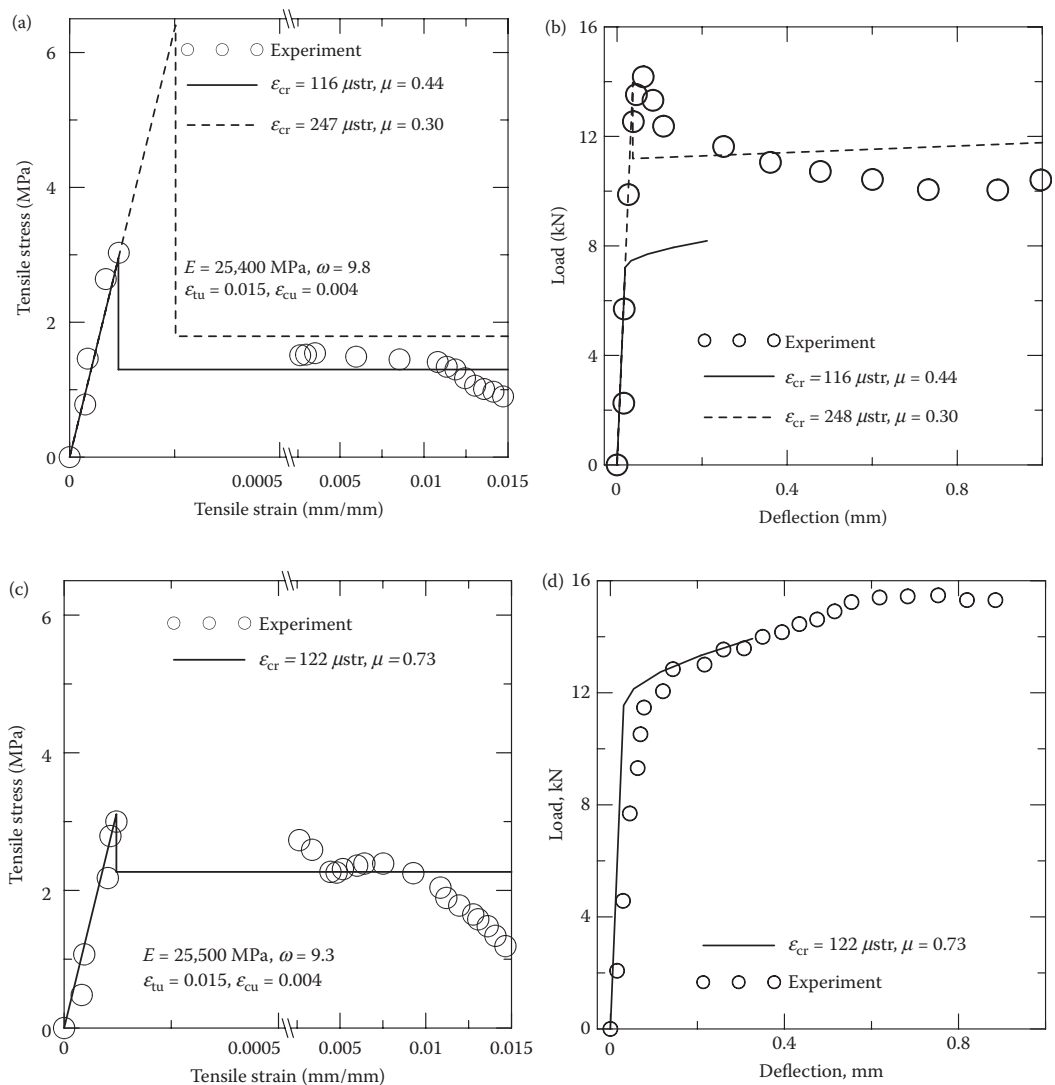 (a)
6
4
2
0
Tensile stress (MPa)
Experiment
εcr = 116 μstr, μ = 0.44
εcr = 247 μstr, μ = 0.30
E = 25,400 MPa, ω = 9.8
εtu = 0.015, εcu = 0.004
0 0.0005 0.005 0.01 0.015
Tensile strain (mm/mm)
(b)
16
12
8
4
0
Load (kN)
Experiment
εcr = 116 μstr, μ = 0.44
εcr = 248 μstr, μ = 0.30
0 0.4 0.8
Deflection (mm)
(c)
6
4
2
0
Tensile stress (MPa)
Experiment
εcr = 122 μstr, μ = 0.73
E = 25,500 MPa, ω = 9.3
εtu = 0.015, εcu = 0.004
0 0.0005 0.005 0.01 0.015
Tensile strain (mm/mm)
(d)
16
12
8
4
0
Load, kN
εcr = 122 μstr, μ = 0.73
Experiment
0 0.4 0.8
Deflection, mm